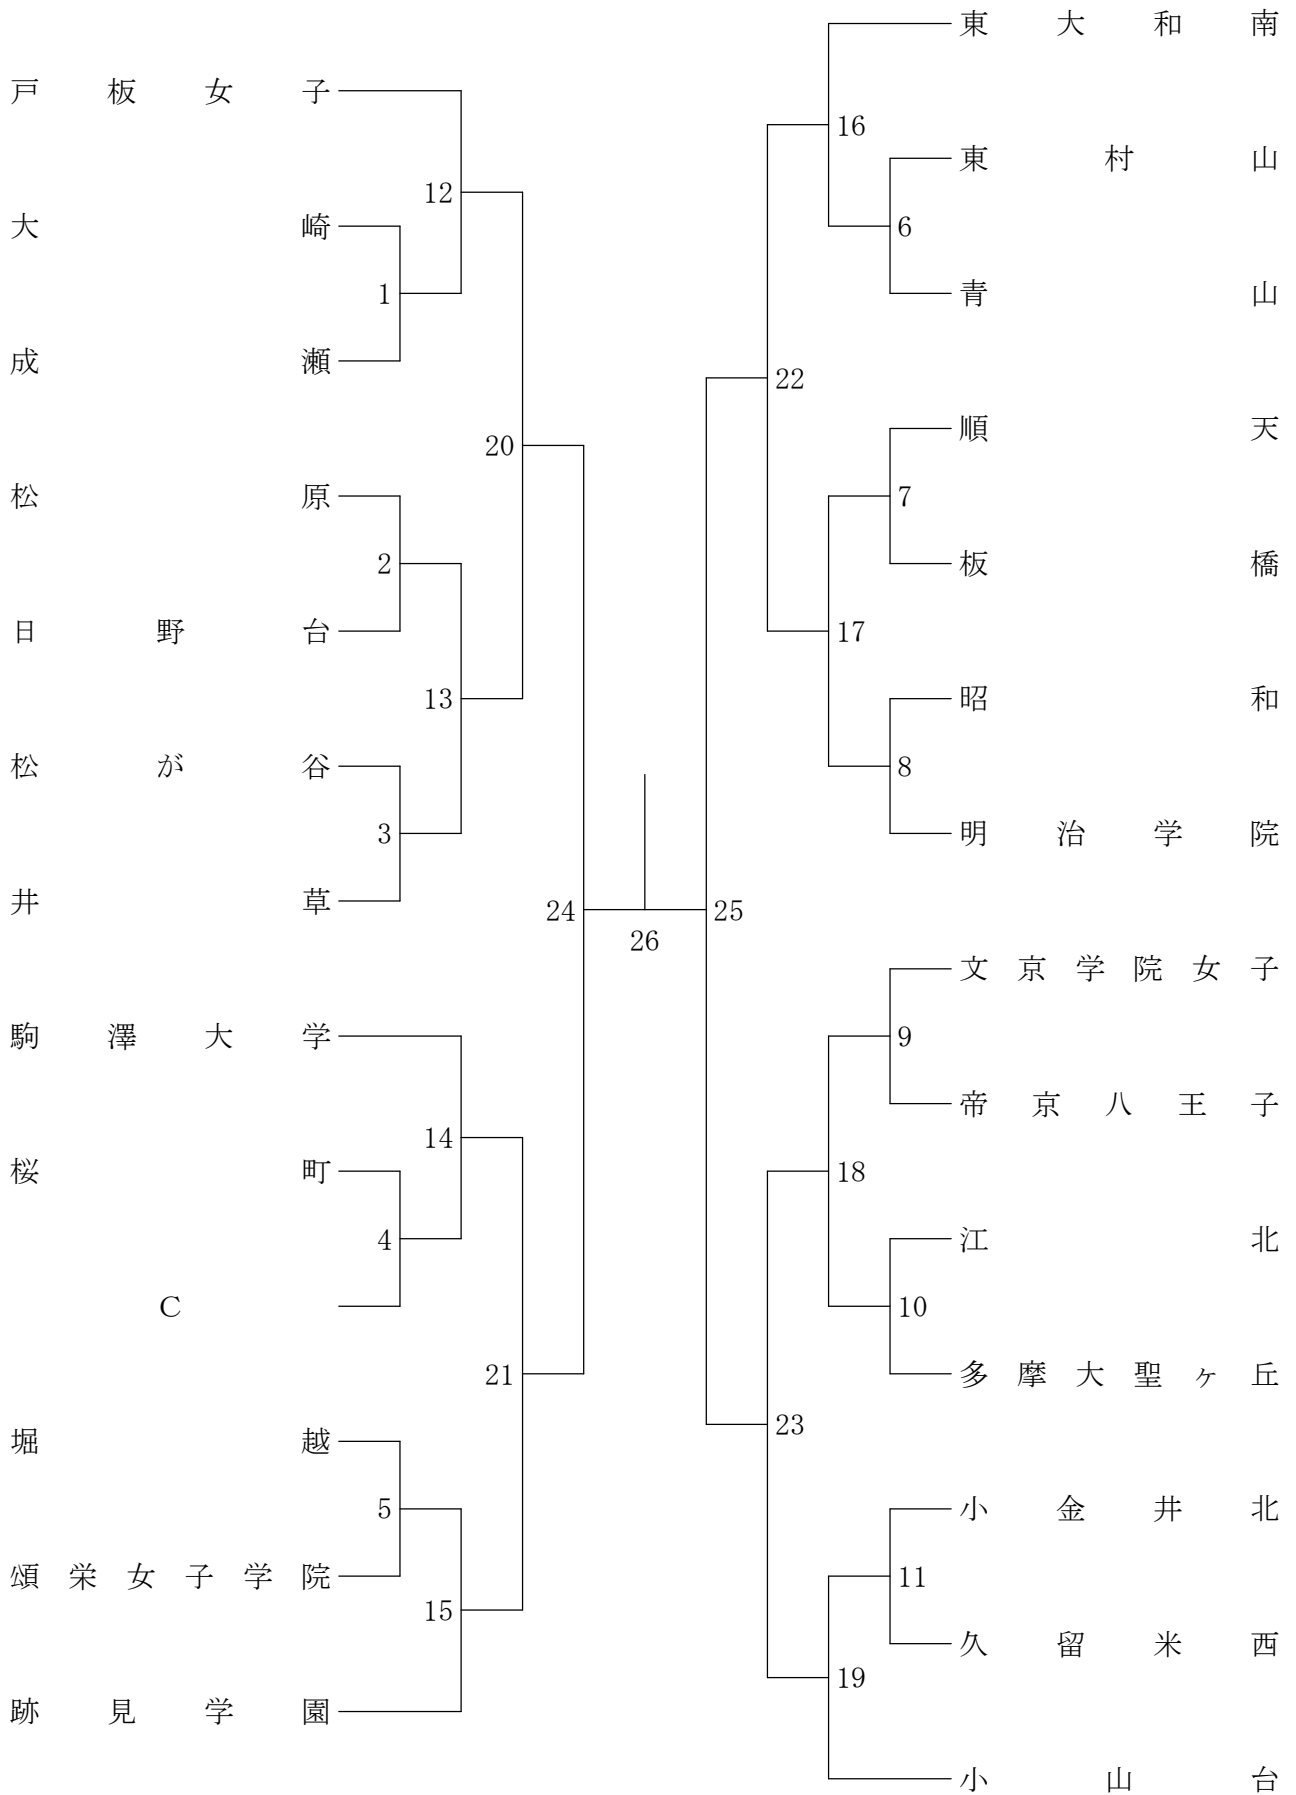 戸板女子
12
大崎
1
成瀬
20
松原
2
日野台
13
松が谷
3
井草
24
26
駒澤大学
14
桜町
4
C
21
堀越
5
頌栄女子学院
15
跡見学園
東大和南
16
東村山
6
青山
22
順天
7
板橋
17
昭和
8
明治学院
25
文京学院女子
9
帝京八王子
18
江北
10
多摩大聖ヶ丘
23
小金井北
11
久留米西
19
小山台